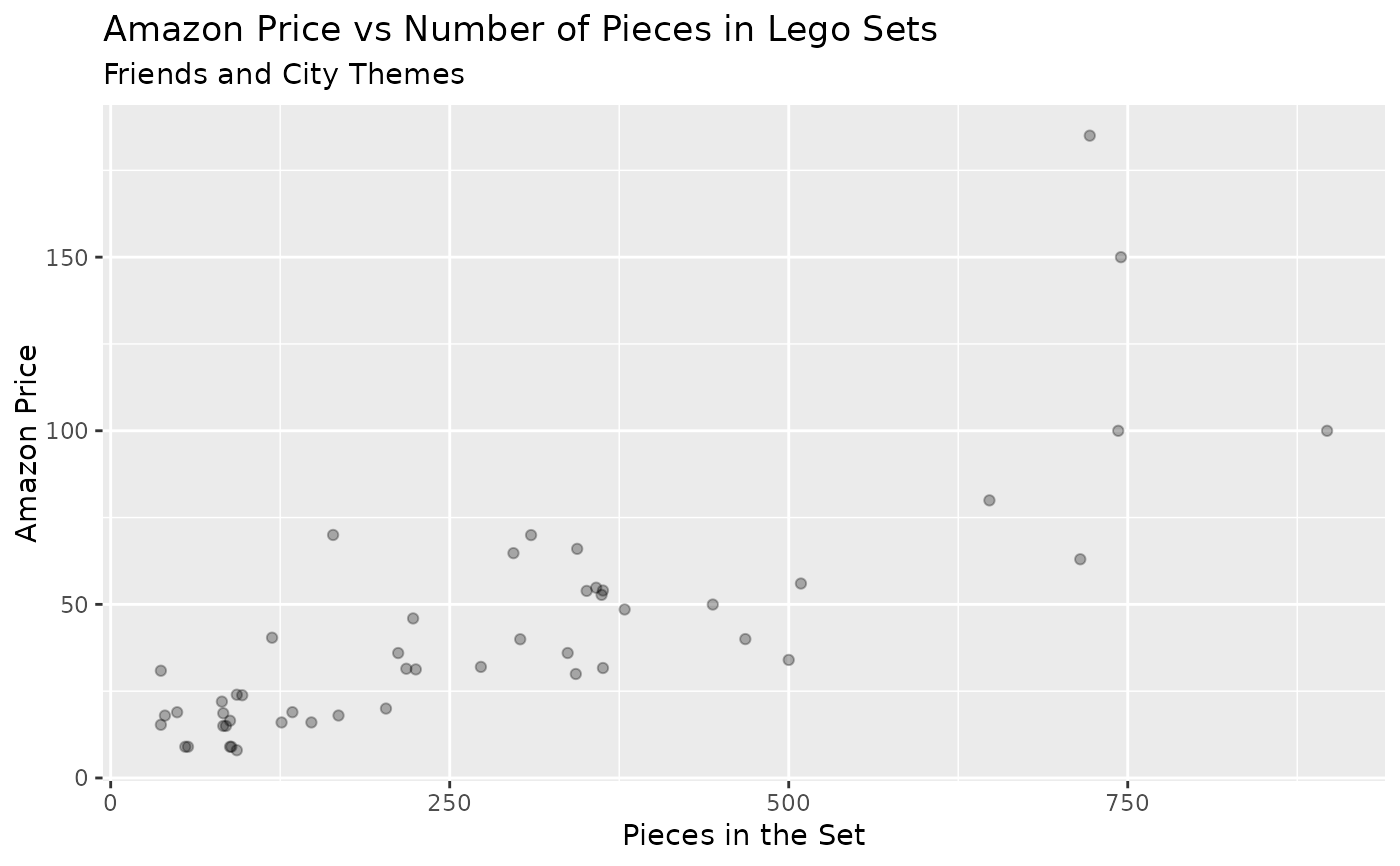 Amazon Price vs Number of Pieces in Lego Sets
Friends and City Themes
150
100
50
0
Amazon Price
0 250 500 750
Pieces in the Set